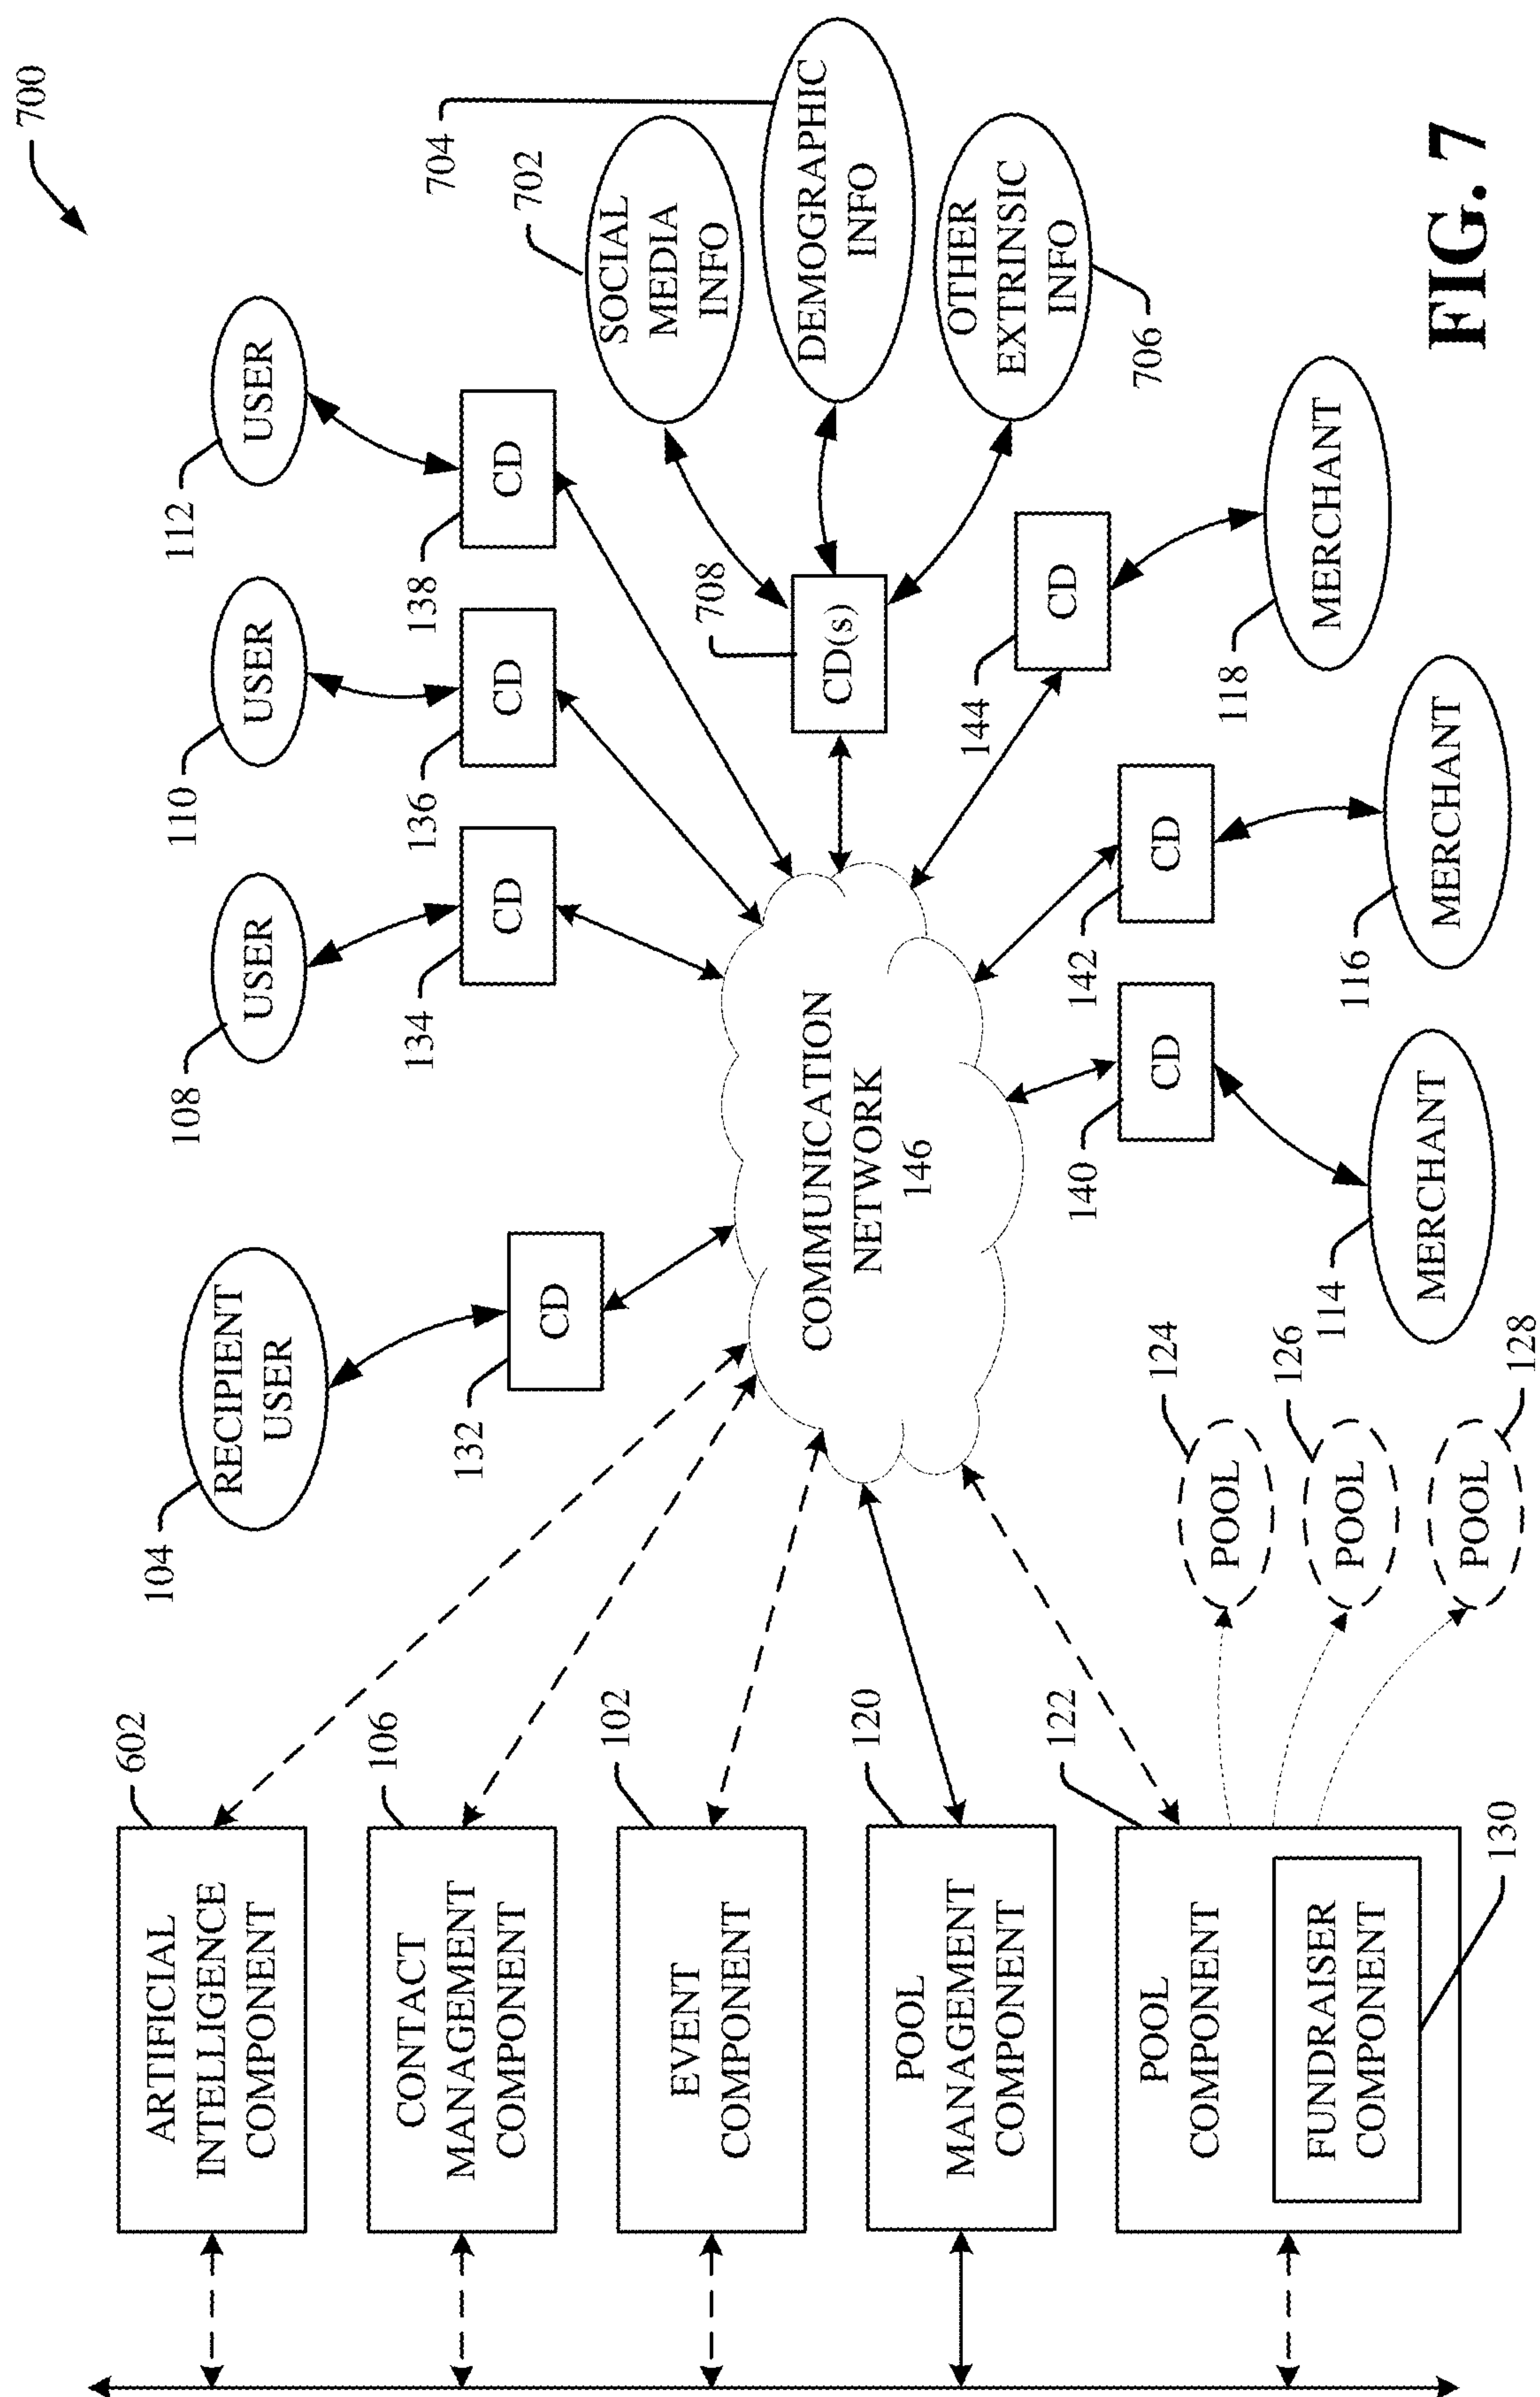 700
ARTIFICIAL
INTELLIGENCE
COMPONENT
602
CONTACT
MANAGEMENT
COMPONENT
106
EVENT
COMPONENT
102
POOL
MANAGEMENT
COMPONENT
120
POOL
COMPONENT
122
FUNDRAISER
COMPONENT
130
POOL
124
POOL
126
POOL
128
RECIPIENT
USER
104
CD
132
USER
108
CD
134
USER
110
CD
136
USER
112
CD
138
COMMUNICATION
NETWORK
146
CD(s)
708
SOCIAL
MEDIA
INFO
702
DEMOGRAPHIC
INFO
704
OTHER
EXTRINSIC
INFO
706
CD
140
MERCHANT
114
CD
142
MERCHANT
116
CD
144
MERCHANT
118
FIG. 7